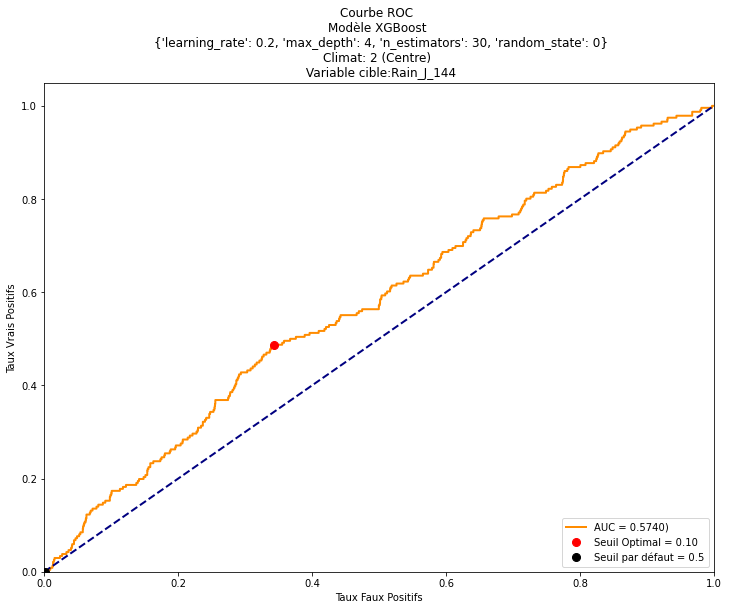 Courbe ROC
Modèle XGBoost
{'learning_rate': 0.2, 'max_depth': 4, 'n_estimators': 30, 'random_state': 0}
Climat: 2 (Centre)
Variable cible:Rain_J_144
Taux Vrais Positifs
1.0
0.8
0.6
0.4
0.2
0.0
0.0 0.2 0.4 0.6 0.8 1.0
Taux Faux Positifs
AUC = 0.5740)
Seuil Optimal = 0.10
Seuil par défaut = 0.5